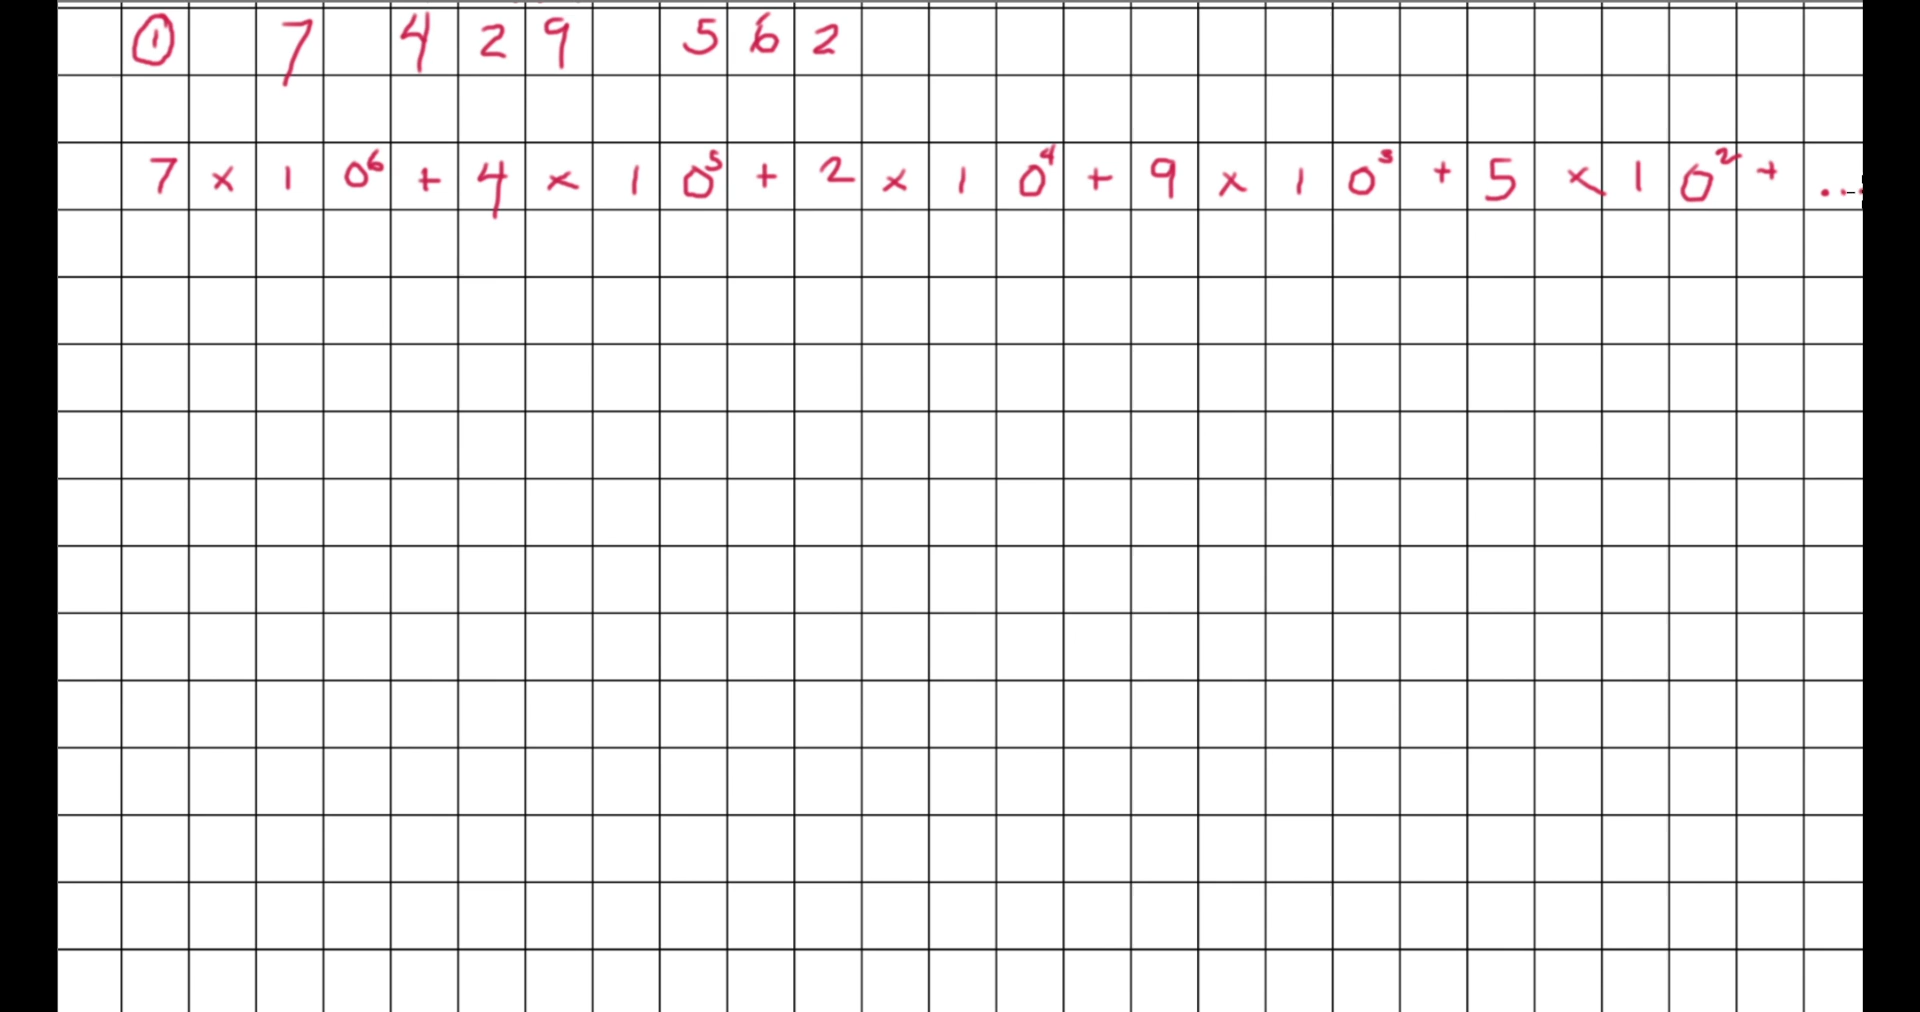 ① 7 429 562
7 × 10⁶ + 4 × 10⁵ + 2 × 10⁴ + 9 × 10³ + 5 × 10² + ...